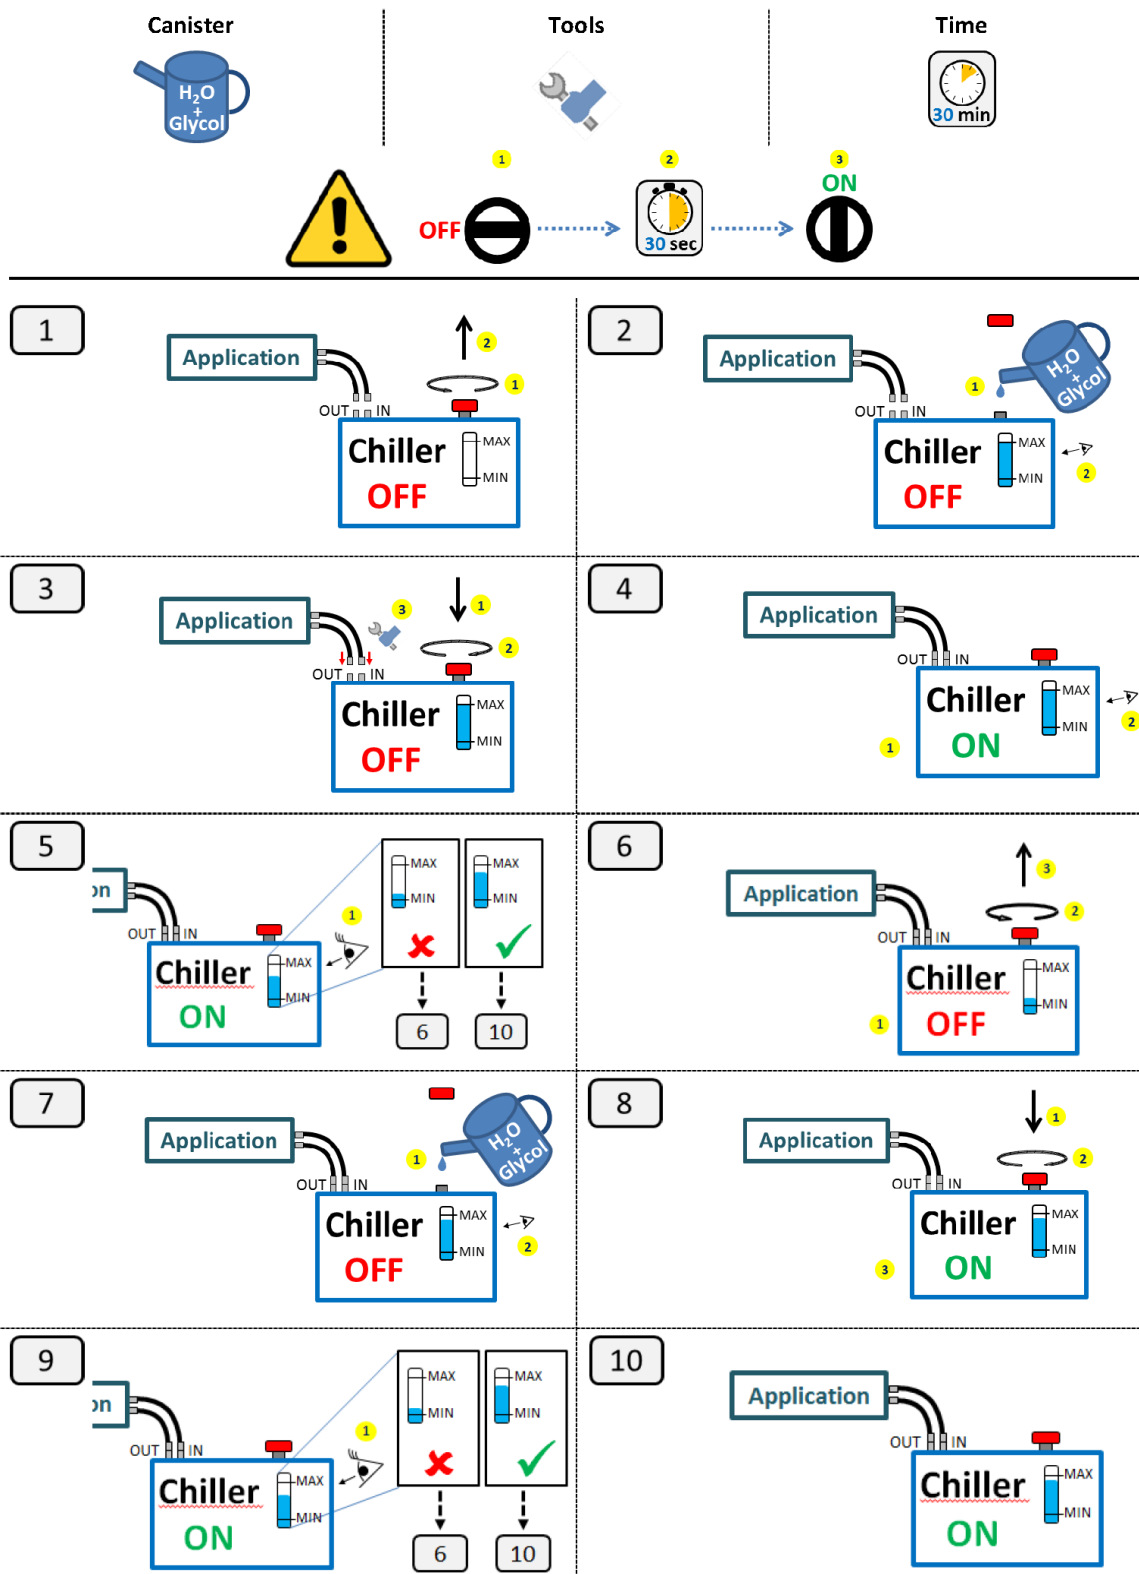 Canister
Tools
Time
H2O
+
Glycol
30 min
1
2
3
ON
OFF
30 sec
1
Application
2
1
OUT
IN
Chiller
MAX
MIN
OFF
2
Application
H2O
+
Glycol
1
OUT
IN
Chiller
MAX
MIN
2
OFF
3
Application
3
1
2
OUT
IN
Chiller
MAX
MIN
OFF
4
Application
OUT
IN
Chiller
MAX
MIN
2
1
ON
5
on
OUT
IN
1
Chiller
MAX
MIN
ON
MAX
MIN
MAX
MIN
6
10
6
Application
3
2
OUT
IN
Chiller
MAX
MIN
1
OFF
7
Application
H2O
+
Glycol
1
OUT
IN
Chiller
MAX
MIN
2
OFF
8
Application
1
2
OUT
IN
Chiller
MAX
MIN
3
ON
9
on
OUT
IN
1
Chiller
MAX
MIN
ON
MAX
MIN
MAX
MIN
6
10
10
Application
OUT
IN
Chiller
MAX
MIN
ON